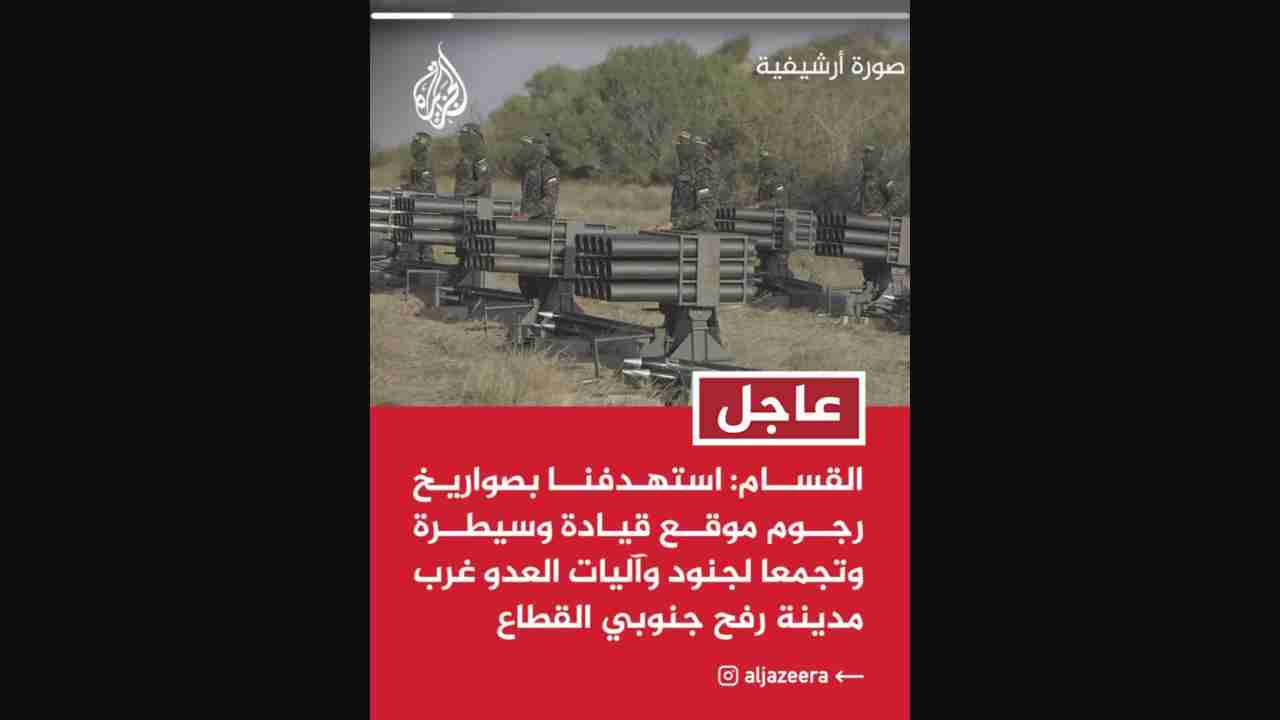 صورة أرشيفية
الجزيرة
عاجل
القسام: استهدفنا بصواريخ
رجوم موقع قيادة وسيطرة
وتجمعا لجنود وآليات العدو غرب
مدينة رفح جنوبي القطاع
aljazeera